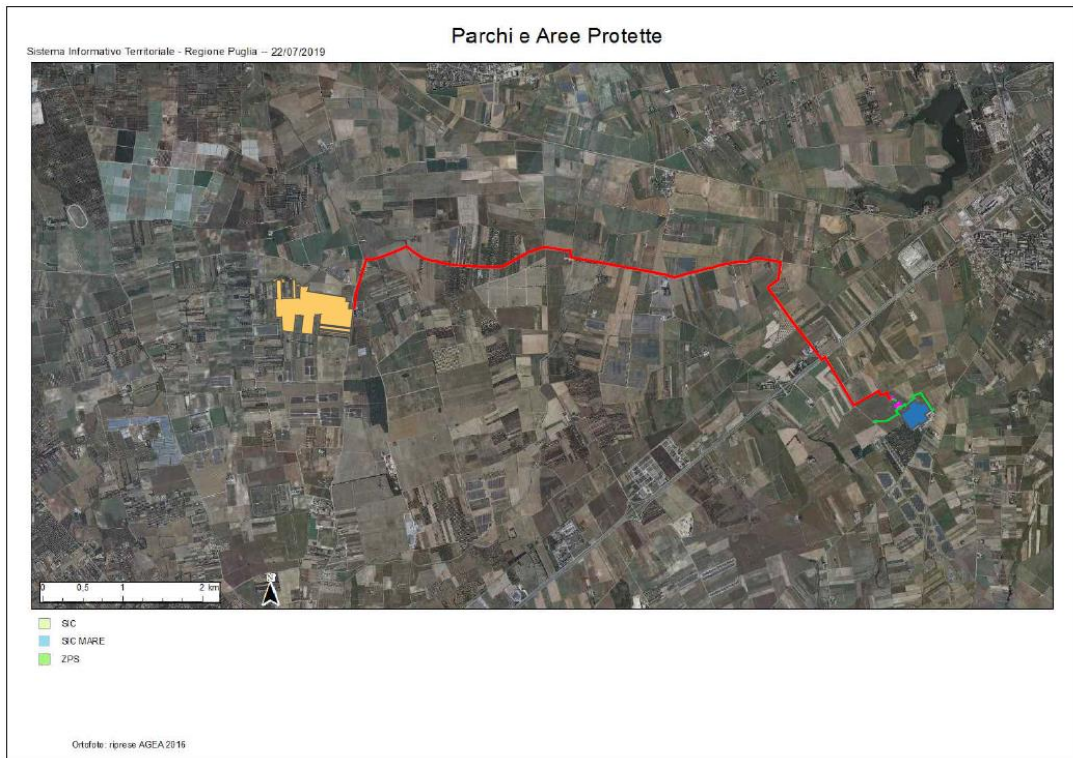 Parchi e Aree Protette
Sistema Informativo Territoriale - Regione Puglia -- 22/07/2019
0 0,5 1 2 km
N
SIC
SIC MARE
ZPS
Ortofoto: riprese AGEA 2016